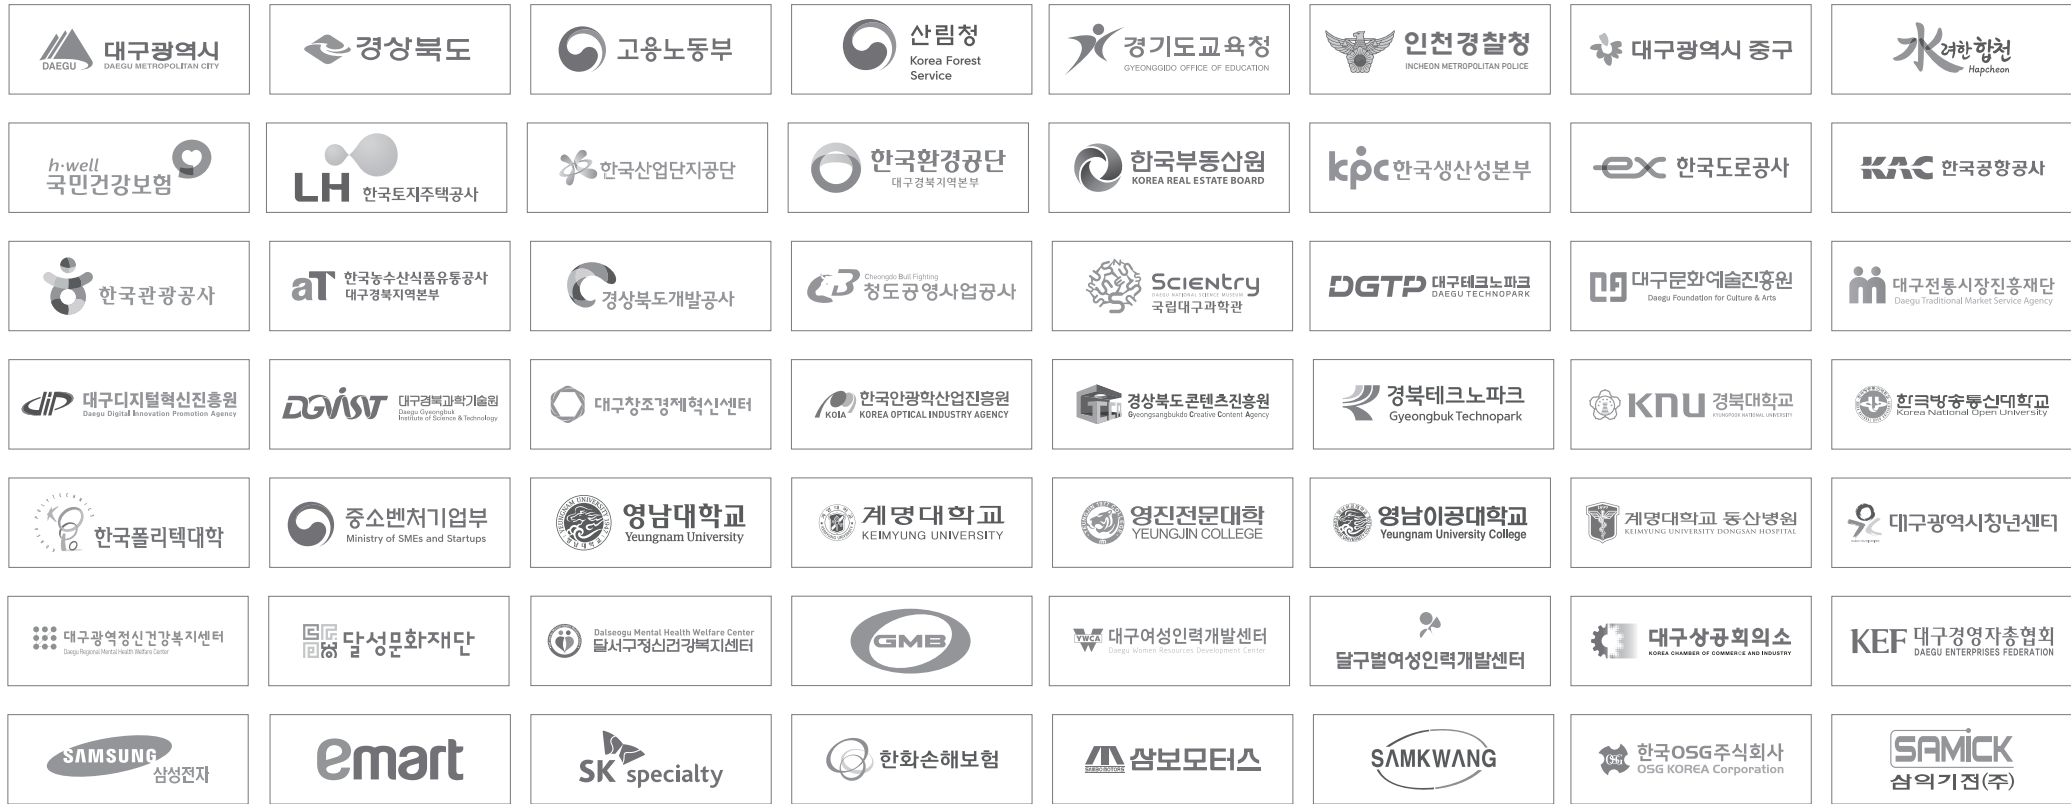 DAEGU
대구광역시
DAEGU METROPOLITAN CITY
경상북도
고용노동부
산림청
Korea Forest
Service
경기도교육청
GYEONGGIDO OFFICE OF EDUCATION
인천경찰청
INCHEON METROPOLITAN POLICE
대구광역시 중구
水려한 합천
Hapcheon
h·well
국민건강보험
LH 한국토지주택공사
한국산업단지공단
한국환경공단
대구경북지역본부
한국부동산원
KOREA REAL ESTATE BOARD
kpc 한국생산성본부
ex 한국도로공사
KAC 한국공항공사
한국관광공사
aT 한국농수산식품유통공사
대구경북지역본부
경상북도개발공사
Cheongdo Bull Fighting
청도공영사업공사
Scientry
DAEGU NATIONAL SCIENCE MUSEUM
국립대구과학관
DGTP 대구테크노파크
DAEGU TECHNOPARK
대구문화예술진흥원
Daegu Foundation for Culture & Arts
대구전통시장진흥재단
Daegu Traditional Market Service Agency
dip 대구디지털혁신진흥원
Daegu Digital Innovation Promotion Agency
DGIST 대구경북과학기술원
Daegu Gyeongbuk
Institute of Science & Technology
대구창조경제혁신센터
KOIA
한국안광학산업진흥원
KOREA OPTICAL INDUSTRY AGENCY
경상북도콘텐츠진흥원
Gyeongsangbukdo Creative Content Agency
경북테크노파크
Gyeongbuk Technopark
KNU 경북대학교
KYUNGPOOK NATIONAL UNIVERSITY
한국방송통신대학교
Korea National Open University
한국폴리텍대학
중소벤처기업부
Ministry of SMEs and Startups
영남대학교
Yeungnam University
계명대학교
KEIMYUNG UNIVERSITY
영진전문대학
YEUNGJIN COLLEGE
영남이공대학교
Yeungnam University College
계명대학교 동산병원
KEIMYUNG UNIVERSITY DONGSAN HOSPITAL
대구광역시청년센터
대구광역정신건강복지센터
Daegu Regional Mental Health Welfare Center
달성문화재단
Dalseogu Mental Health Welfare Center
달서구정신건강복지센터
GMB
YWCA
대구여성인력개발센터
Daegu Women Resources Development Center
달구벌여성인력개발센터
대구상공회의소
KOREA CHAMBER OF COMMERCE AND INDUSTRY
KEF 대구경영자총협회
DAEGU ENTERPRISES FEDERATION
SAMSUNG
삼성전자
emart
SK specialty
한화손해보험
SAMBO MOTORS
삼보모터스
SAMKWANG
OSG
한국OSG주식회사
OSG KOREA Corporation
SAMICK
삼익기전(주)